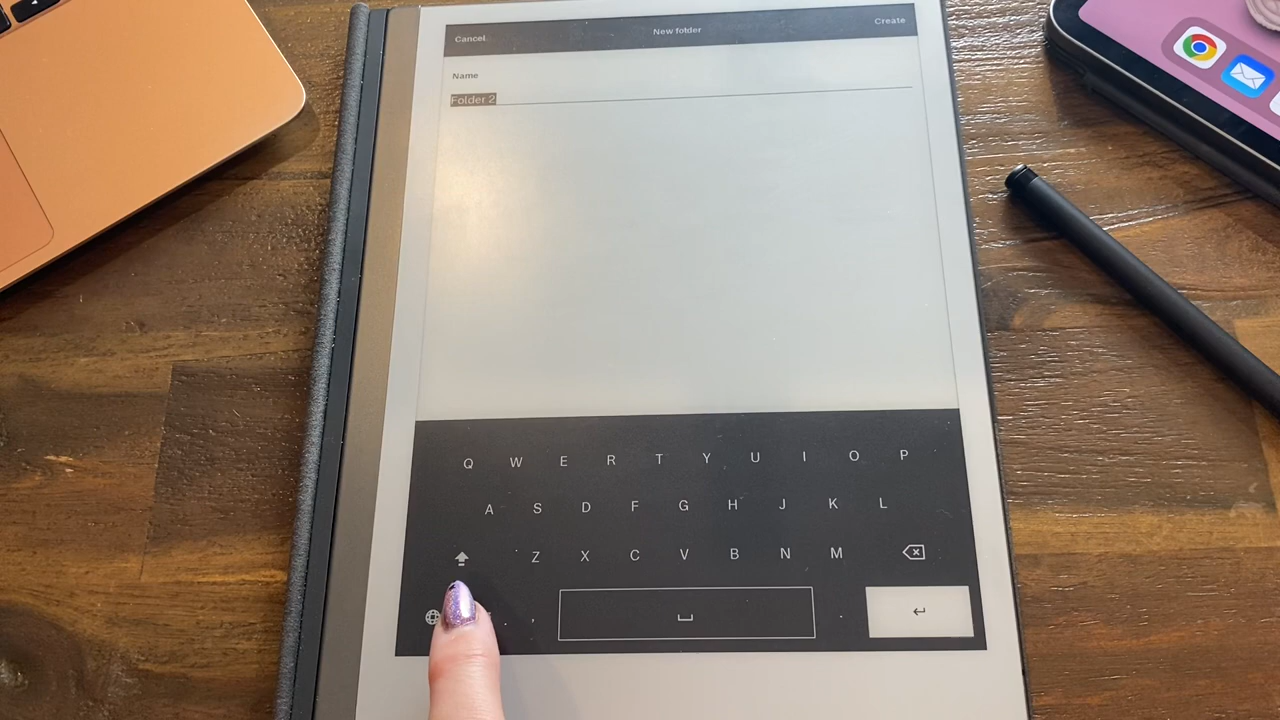 Cancel New folder Create
Name
Folder 2
Q W E R T Y U I O P
A S D F G H J K L
Z X C V B N M
, .